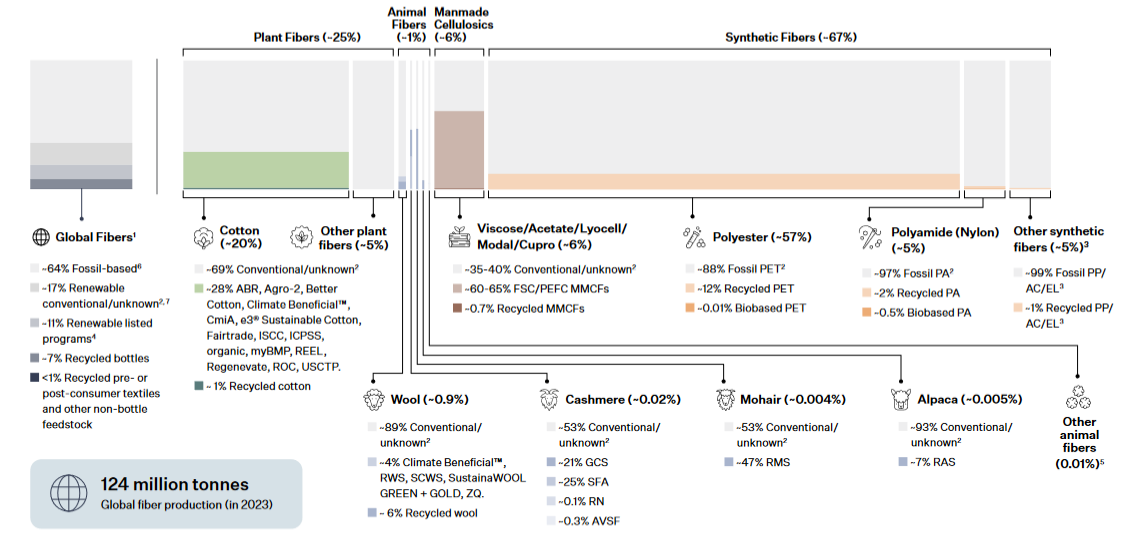 Plant Fibers (~25%)
Animal
Fibers
(~1%)
Manmade
Cellulosics
(~6%)
Synthetic Fibers (~67%)
Global Fibers¹
~64% Fossil-based⁶
~17% Renewable
conventional/unknown²,⁷
~11% Renewable listed
programs⁴
~7% Recycled bottles
<1% Recycled pre- or
post-consumer textiles
and other non-bottle
feedstock
Cotton
(~20%)
~69% Conventional/unknown²
~28% ABR, Agro-2, Better
Cotton, Climate Beneficial™,
CmiA, e3® Sustainable Cotton,
Fairtrade, ISCC, ICPSS,
organic, myBMP, REEL,
Regenevate, ROC, USCTP.
~ 1% Recycled cotton
Other plant
fibers (~5%)
Viscose/Acetate/Lyocell/
Modal/Cupro (~6%)
~35-40% Conventional/unknown²
~60-65% FSC/PEFC MMCFs
~0.7% Recycled MMCFs
Polyester (~57%)
~88% Fossil PET²
~12% Recycled PET
~0.01% Biobased PET
Polyamide (Nylon)
(~5%)
~97% Fossil PA²
~2% Recycled PA
~0.5% Biobased PA
Other synthetic
fibers (~5%)³
~99% Fossil PP/
AC/EL³
~1% Recycled PP/
AC/EL³
Wool (~0.9%)
~89% Conventional/
unknown²
~4% Climate Beneficial™,
RWS, SCWS, SustainaWOOL
GREEN + GOLD, ZQ.
~ 6% Recycled wool
Cashmere (~0.02%)
~53% Conventional/
unknown²
~21% GCS
~25% SFA
~0.1% RN
~0.3% AVSF
Mohair (~0.004%)
~53% Conventional/
unknown²
~47% RMS
Alpaca (~0.005%)
~93% Conventional/
unknown²
~7% RAS
Other
animal
fibers
(0.01%)⁵
124 million tonnes
Global fiber production (in 2023)